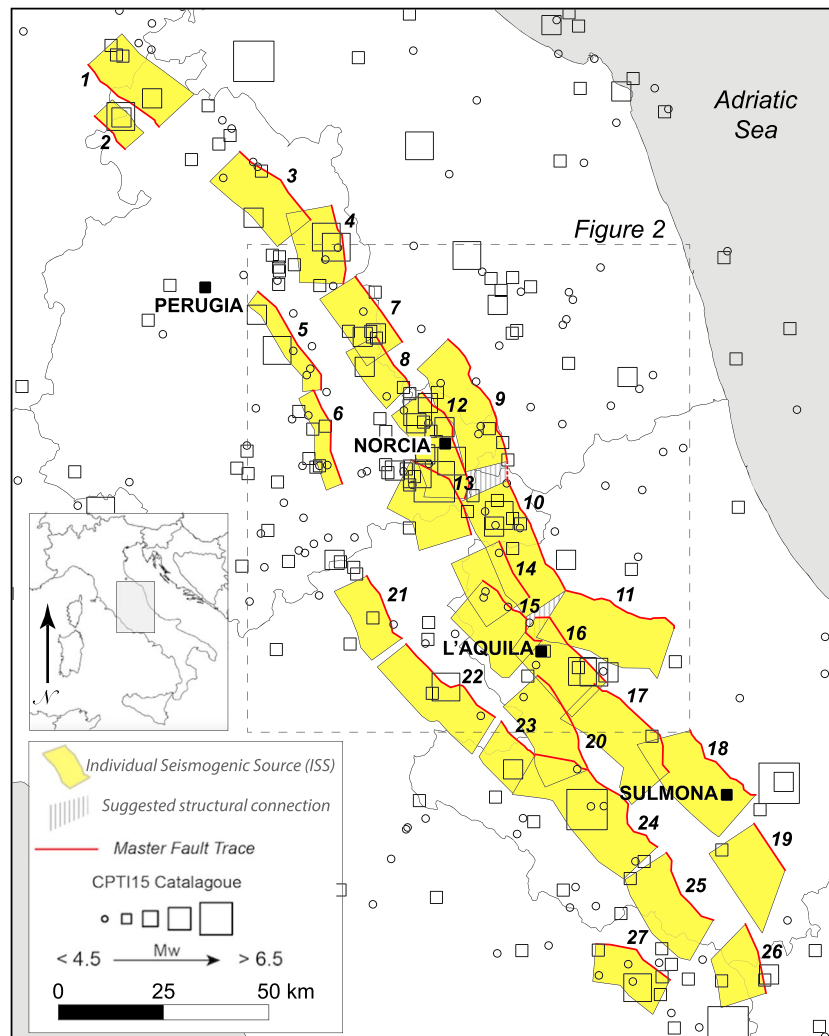 Adriatic
Sea
1
2
3
4
Figure 2
PERUGIA
7
5
8
9
12
6
NORCIA
13
10
14
11
21
15
16
L'AQUILA
22
17
23
20
18
SULMONA
24
19
25
27
26
N
Individual Seismogenic Source (ISS)
Suggested structural connection
Master Fault Trace
CPTI15 Catalagoue
< 4.5 Mw > 6.5
0 25 50 km